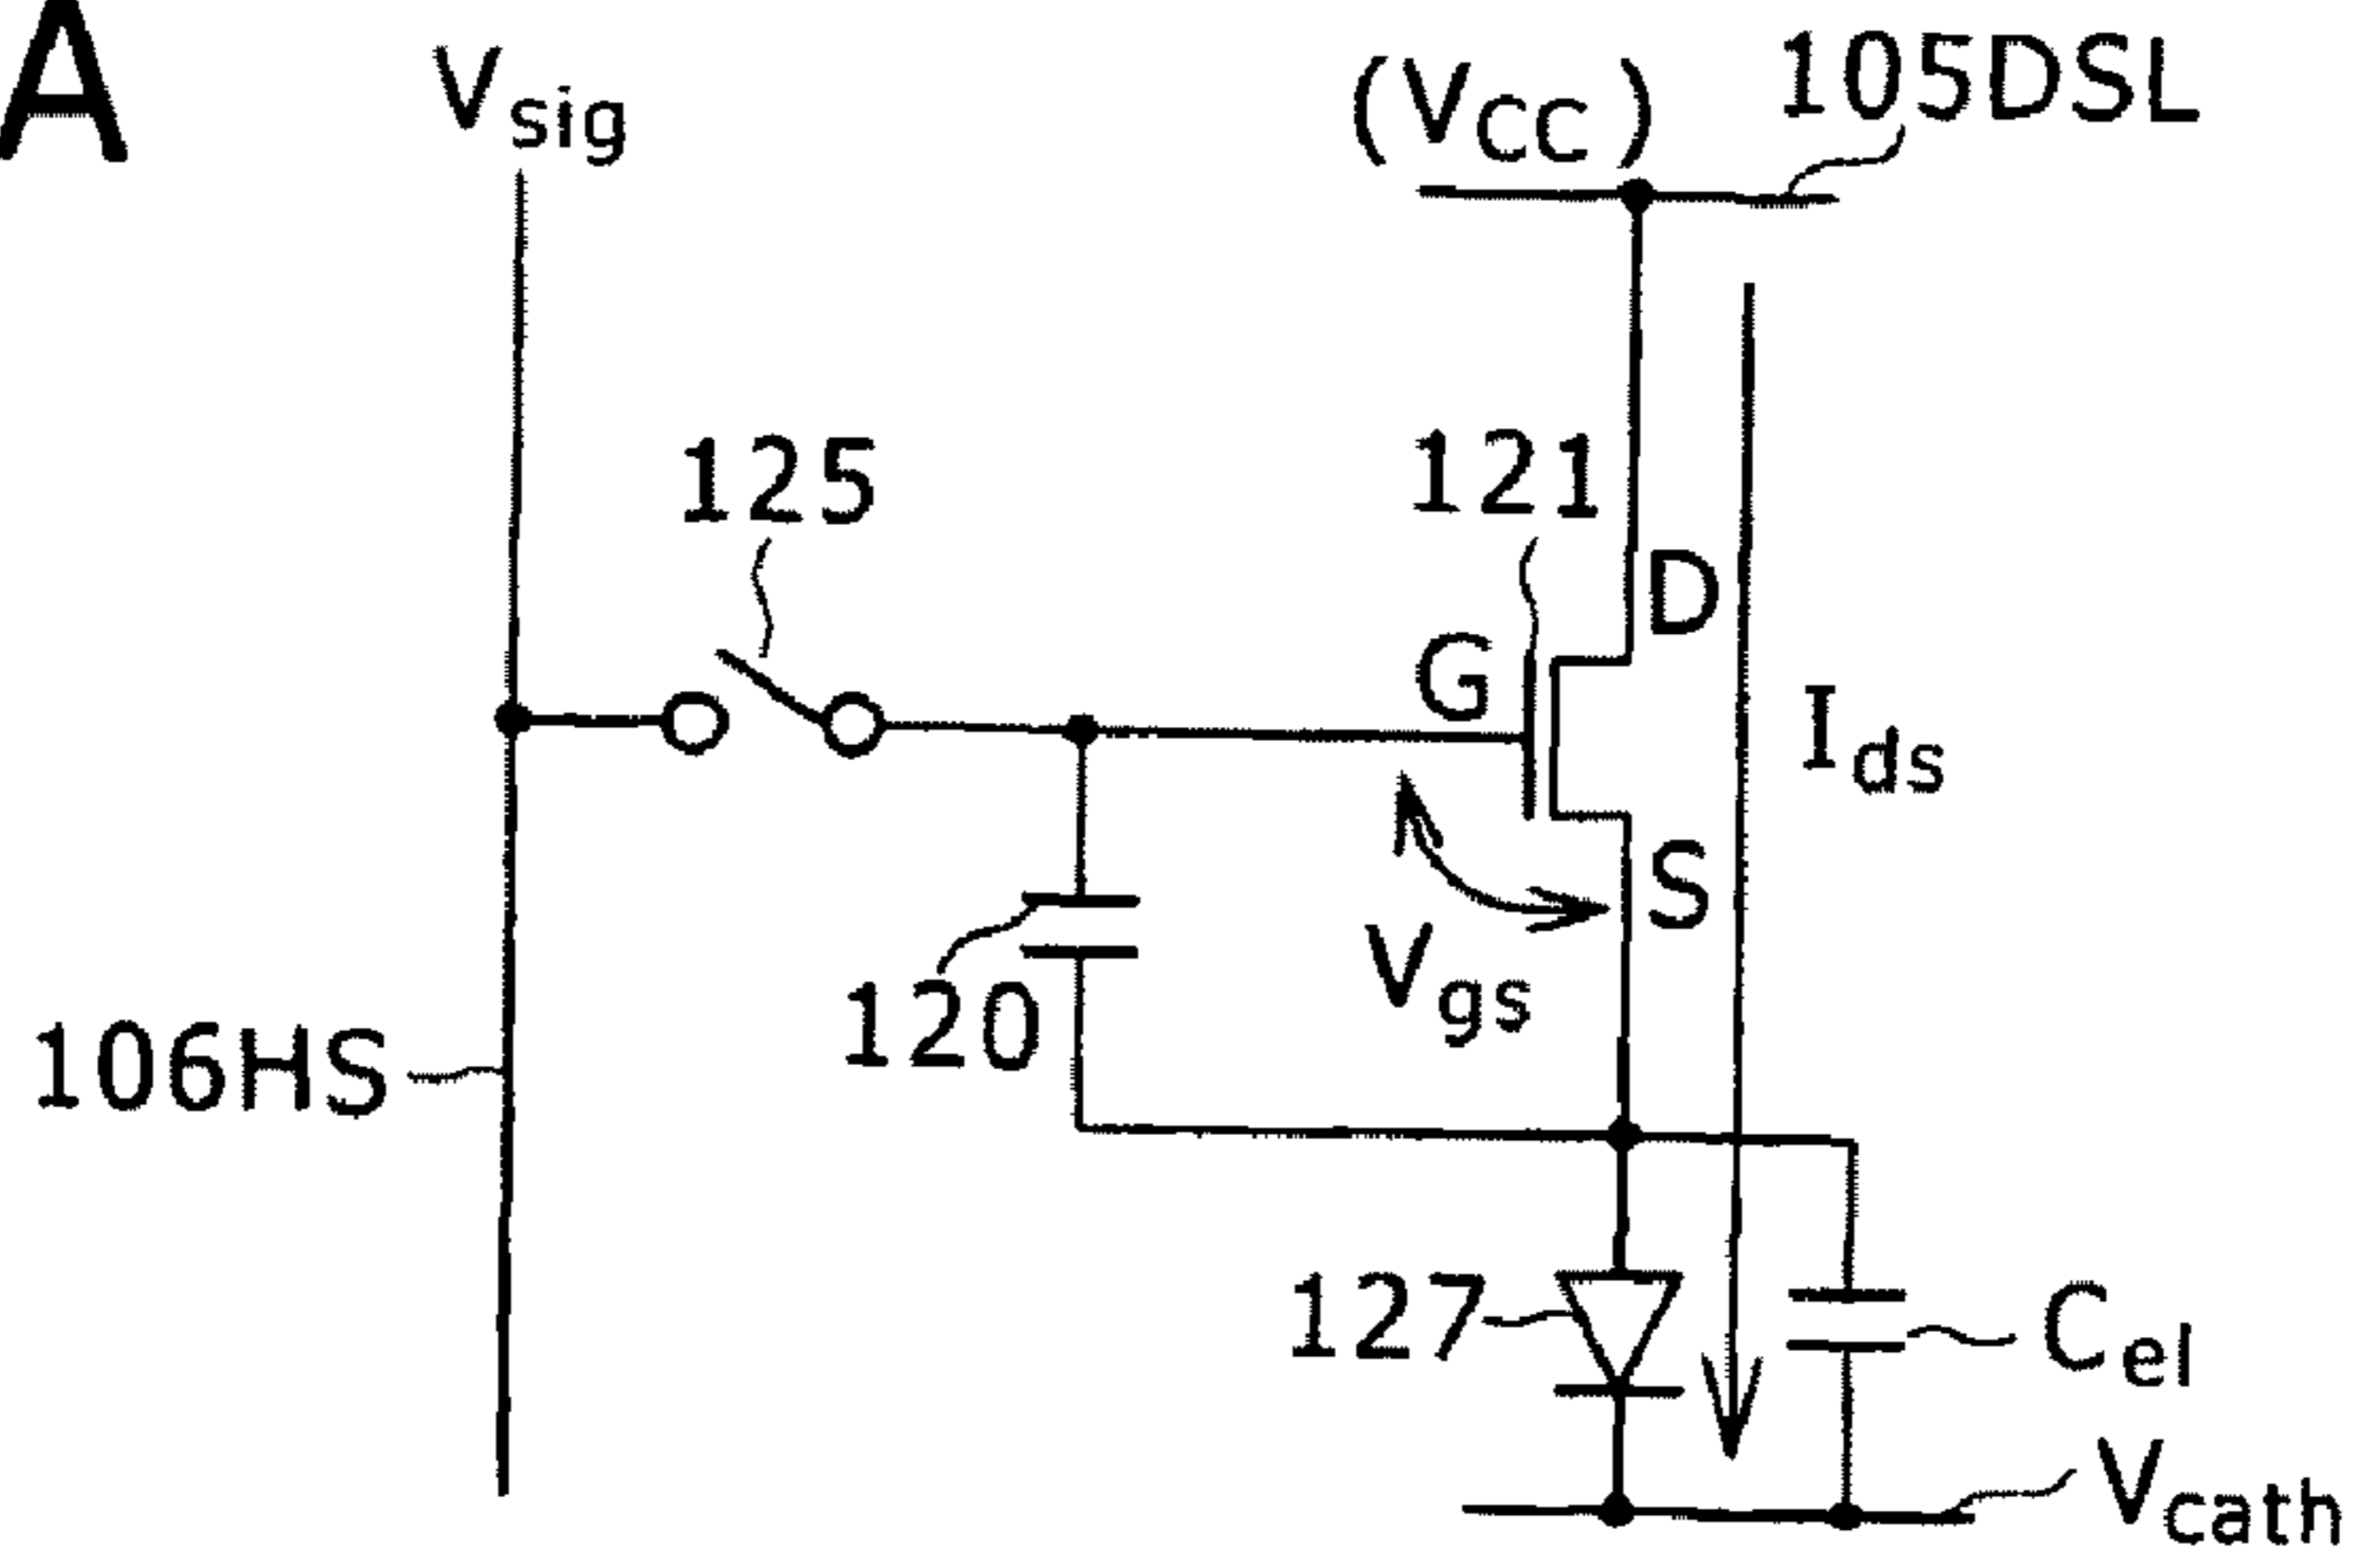 A
Vsig
(VCC)
105DSL
125
121
D
G
Ids
S
Vgs
120
106HS
127
Cel
Vcath